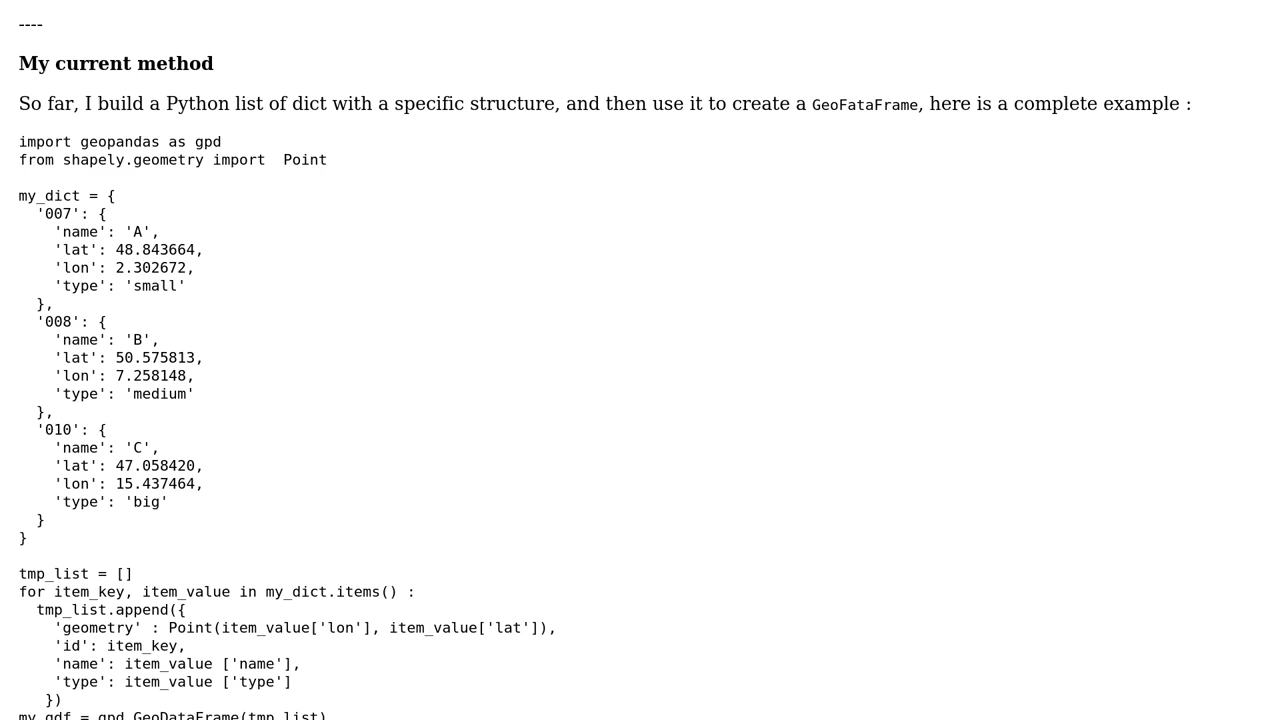 ----
My current method
So far, I build a Python list of dict with a specific structure, and then use it to create a GeoFataFrame, here is a complete example :
import geopandas as gpd
from shapely.geometry import  Point
my_dict = {
  '007': {
    'name': 'A',
    'lat': 48.843664,
    'lon': 2.302672,
    'type': 'small'
  },
  '008': {
    'name': 'B',
    'lat': 50.575813,
    'lon': 7.258148,
    'type': 'medium'
  },
  '010': {
    'name': 'C',
    'lat': 47.058420,
    'lon': 15.437464,
    'type': 'big'
  }
}
tmp_list = []
for item_key, item_value in my_dict.items() :
  tmp_list.append({
    'geometry' : Point(item_value['lon'], item_value['lat']),
    'id': item_key,
    'name': item_value ['name'],
    'type': item_value ['type']
   })
my_gdf = gpd.GeoDataFrame(tmp_list)